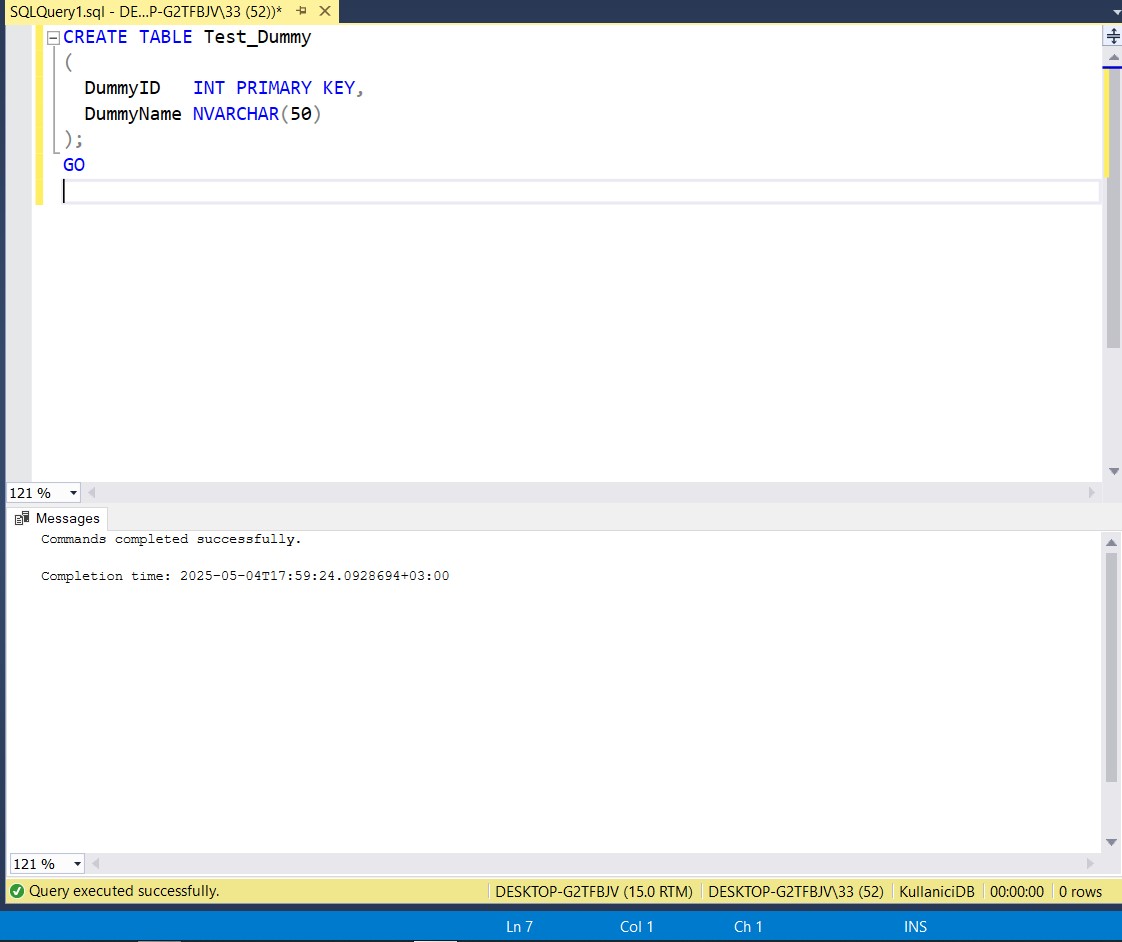 SQLQuery1.sql - DE...P-G2TFBJV\33 (52))*
CREATE TABLE Test_Dummy
(
  DummyID   INT PRIMARY KEY,
  DummyName NVARCHAR(50)
);
GO
121 %
Messages
Commands completed successfully.
Completion time: 2025-05-04T17:59:24.0928694+03:00
121 %
Query executed successfully. DESKTOP-G2TFBJV (15.0 RTM) DESKTOP-G2TFBJV\33 (52) KullaniciDB 00:00:00 0 rows
Ln 7 Col 1 Ch 1 INS